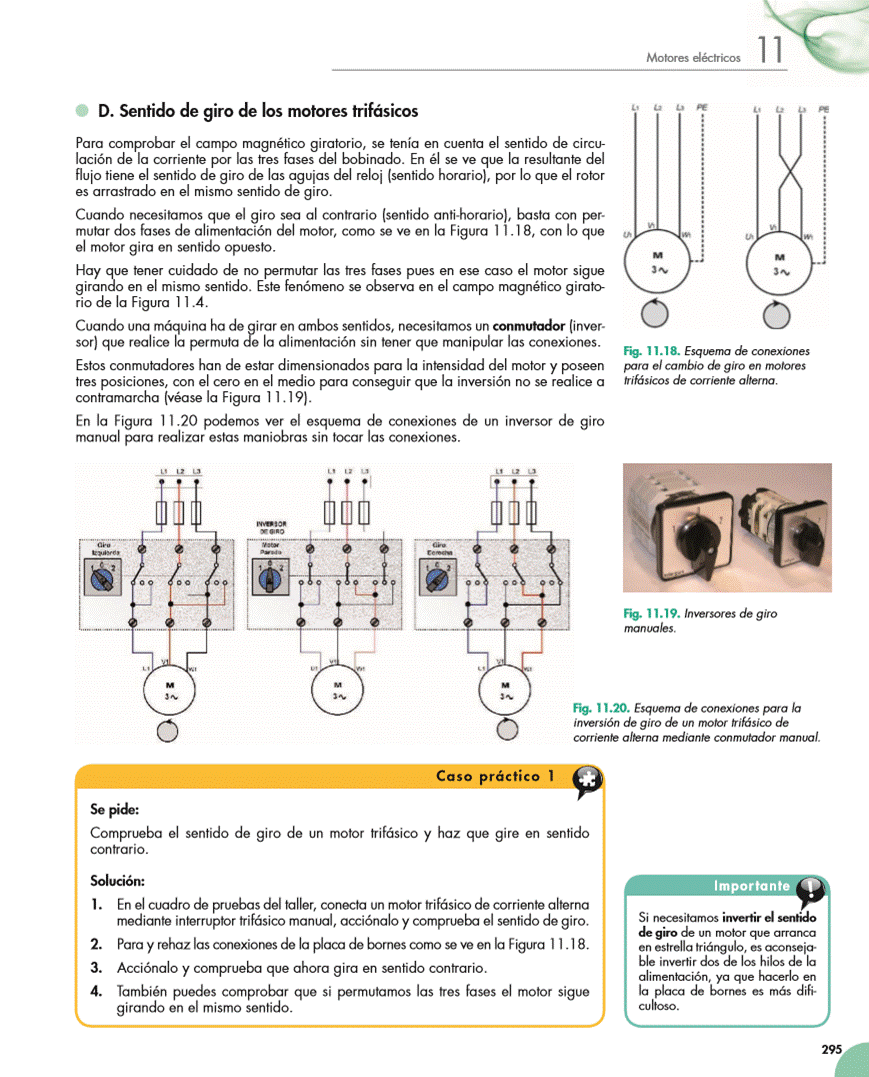 Motores eléctricos 11
D. Sentido de giro de los motores trifásicos
Para comprobar el campo magnético giratorio, se tenía en cuenta el sentido de circu-
lación de la corriente por las tres fases del bobinado. En él se ve que la resultante del
flujo tiene el sentido de giro de las agujas del reloj (sentido horario), por lo que el rotor
es arrastrado en el mismo sentido de giro.
Cuando necesitamos que el giro sea al contrario (sentido anti-horario), basta con per-
mutar dos fases de alimentación del motor, como se ve en la Figura 11.18, con lo que
el motor gira en sentido opuesto.
Hay que tener cuidado de no permutar las tres fases pues en ese caso el motor sigue
girando en el mismo sentido. Este fenómeno se observa en el campo magnético girato-
rio de la Figura 11.4.
Cuando una máquina ha de girar en ambos sentidos, necesitamos un conmutador (inver-
sor) que realice la permuta de la alimentación sin tener que manipular las conexiones.
Estos conmutadores han de estar dimensionados para la intensidad del motor y poseen
tres posiciones, con el cero en el medio para conseguir que la inversión no se realice a
contramarcha (véase la Figura 11.19).
En la Figura 11.20 podemos ver el esquema de conexiones de un inversor de giro
manual para realizar estas maniobras sin tocar las conexiones.
L1 L2 L3 PE
L1 L2 L3 PE
U1 V1 W1
U1 V1 W1
M
3~
M
3~
Fig. 11.18. Esquema de conexiones
para el cambio de giro en motores
trifásicos de corriente alterna.
L1 L2 L3
L1 L2 L3
L1 L2 L3
INVERSOR
DE GIRO
Giro
Izquierda
Motor
Parado
Giro
Derecha
1 0 2
1 0 2
1 0 2
L1 V1 W1
U1 V1 W1
L1 V1 W1
M
3~
M
3~
M
3~
Fig. 11.19. Inversores de giro
manuales.
Fig. 11.20. Esquema de conexiones para la
inversión de giro de un motor trifásico de
corriente alterna mediante conmutador manual.
Caso práctico 1
Se pide:
Comprueba el sentido de giro de un motor trifásico y haz que gire en sentido
contrario.
Solución:
1. En el cuadro de pruebas del taller, conecta un motor trifásico de corriente alterna
mediante interruptor trifásico manual, acciónalo y comprueba el sentido de giro.
2. Para y rehaz las conexiones de la placa de bornes como se ve en la Figura 11.18.
3. Acciónalo y comprueba que ahora gira en sentido contrario.
4. También puedes comprobar que si permutamos las tres fases el motor sigue
girando en el mismo sentido.
Importante
Si necesitamos invertir el sentido
de giro de un motor que arranca
en estrella triángulo, es aconseja-
ble invertir dos de los hilos de la
alimentación, ya que hacerlo en
la placa de bornes es más difi-
cultoso.
295